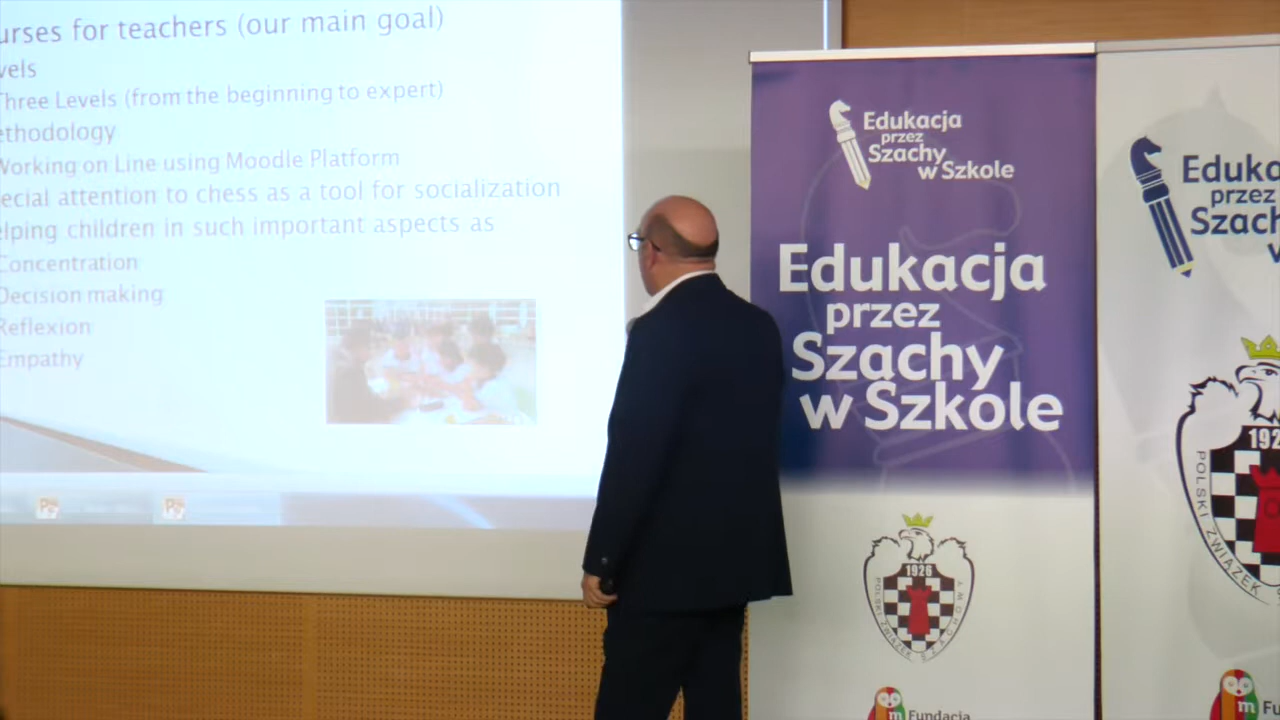 urses for teachers (our main goal)
vels
Three Levels (from the beginning to expert)
ethodology
Working on Line using Moodle Platform
ecial attention to chess as a tool for socialization
elping children in such important aspects as
Concentration
Decision making
Reflexion
Empathy
Edukacja
przez
Szachy
w Szkole
Edukacja
przez
Szachy
w Szkole
1926
POLSKI ZWIĄZEK SZACHOWY
m Fundacja
Eduka
przez
Szach
w
192
POLSKI ZWIĄZEK
m Fu